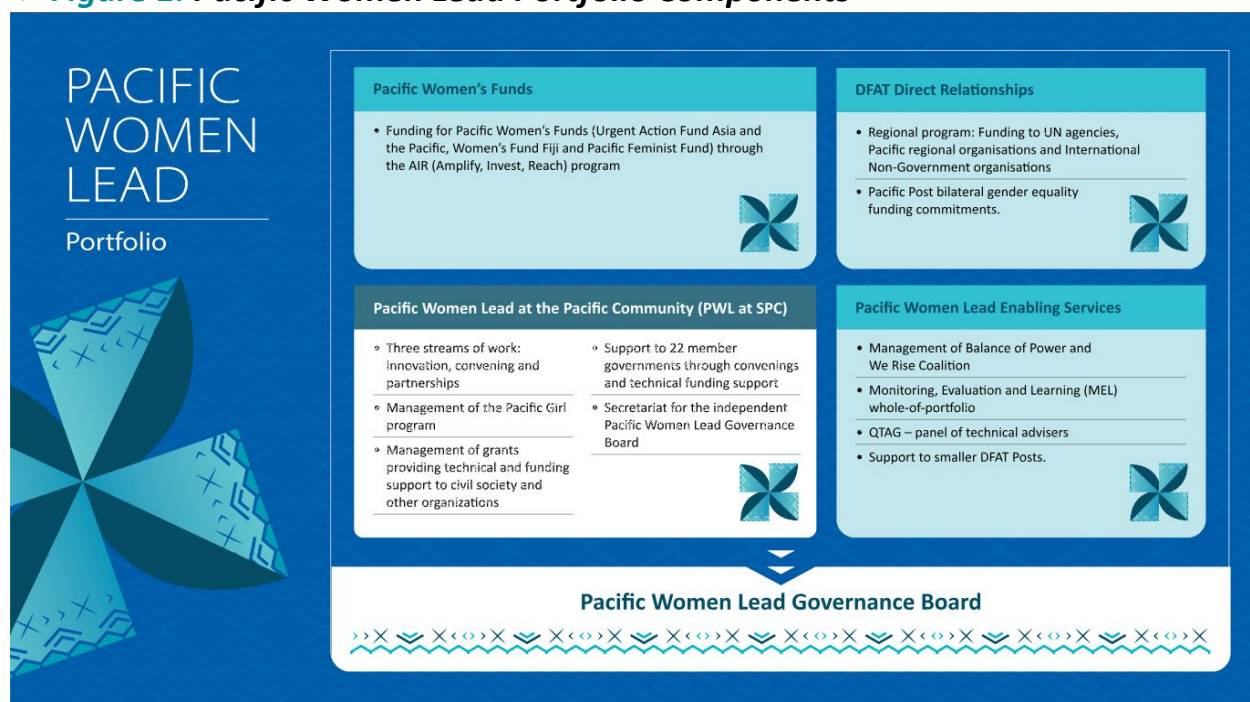 Figure 2: Pacific Women Lead Portfolio Components
PACIFIC
WOMEN
LEAD
Portfolio
Pacific Women's Funds
• Funding for Pacific Women's Funds (Urgent Action Fund Asia and
the Pacific, Women's Fund Fiji and Pacific Feminist Fund) through
the AIR (Amplify, Invest, Reach) program
DFAT Direct Relationships
• Regional program: Funding to UN agencies,
Pacific regional organisations and International
Non-Government organisations
• Pacific Post bilateral gender equality
funding commitments.
Pacific Women Lead at the Pacific Community (PWL at SPC)
• Three streams of work:
innovation, convening and
partnerships
• Management of the Pacific Girl
program
• Management of grants
providing technical and funding
support to civil society and
other organizations
• Support to 22 member
governments through convenings
and technical funding support
• Secretariat for the independent
Pacific Women Lead Governance
Board
Pacific Women Lead Enabling Services
• Management of Balance of Power and
We Rise Coalition
• Monitoring, Evaluation and Learning (MEL)
whole-of-portfolio
• QTAG – panel of technical advisers
• Support to smaller DFAT Posts.
Pacific Women Lead Governance Board